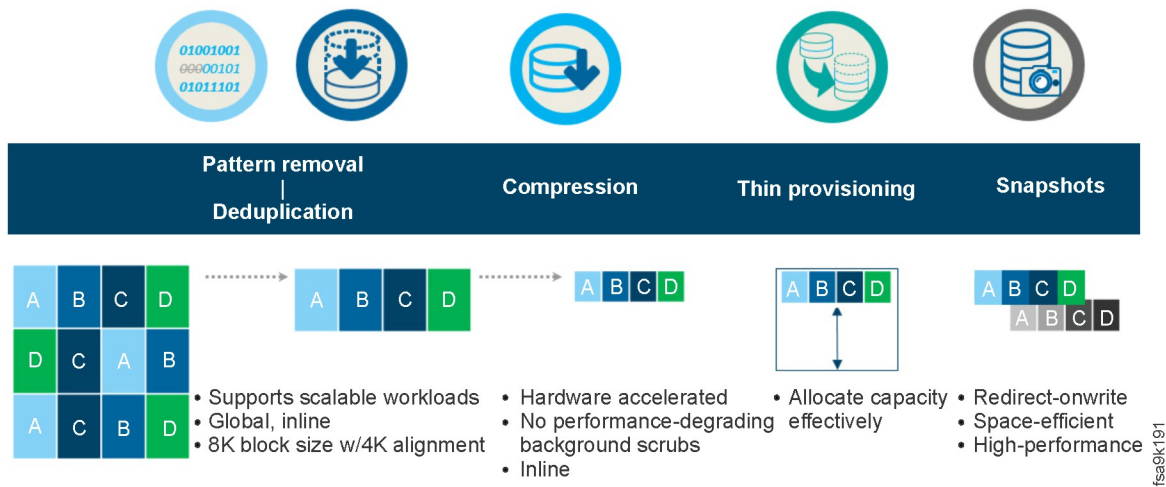 01001001
00000101
01011101
Pattern removal
|
Deduplication
Compression
Thin provisioning
Snapshots
A B C D
D C A B
A C B D
A B C D
A B C D
A B C D
A B C D
A B C D
• Supports scalable workloads
• Global, inline
• 8K block size w/4K alignment
• Hardware accelerated
• No performance-degrading
background scrubs
• Inline
• Allocate capacity
effectively
• Redirect-onwrite
• Space-efficient
• High-performance
fsa9k191